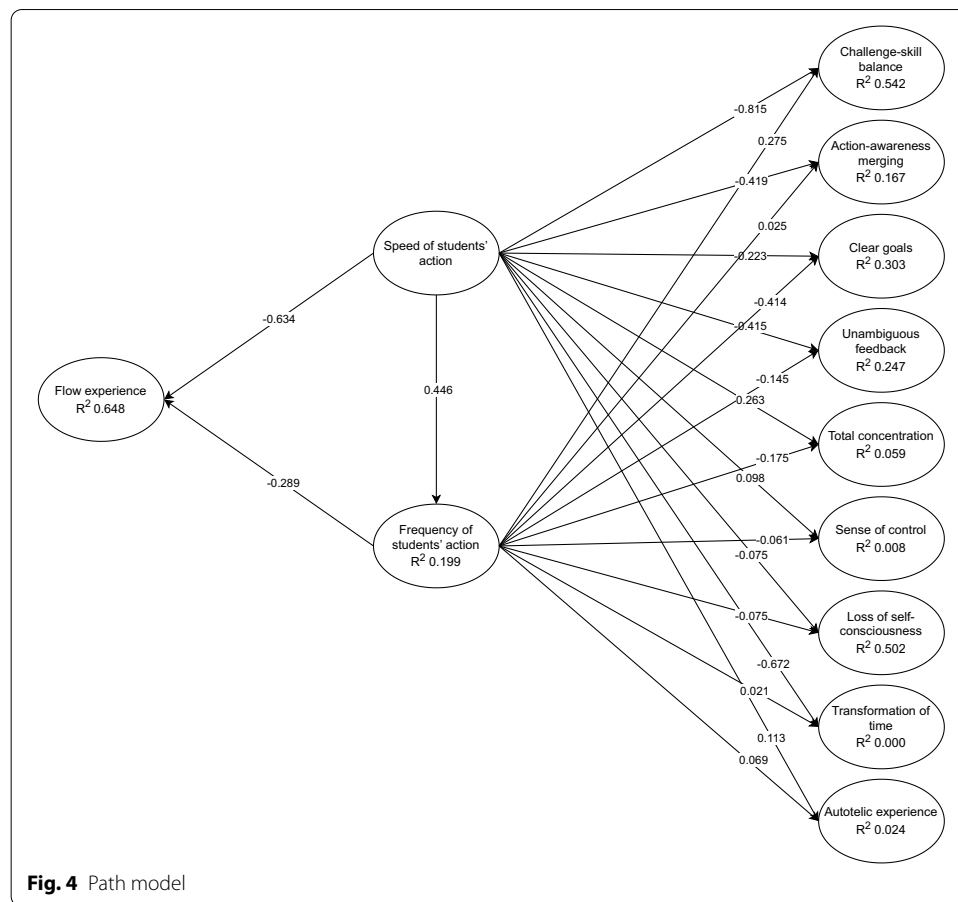 Challenge-skill
balance
R² 0.542
-0.815
0.275
Action-awareness
merging
R² 0.167
-0.419
0.025
Speed of students'
action
Clear goals
R² 0.303
-0.223
-0.414
-0.634
Unambiguous
feedback
R² 0.247
-0.415
-0.145
Flow experience
R² 0.648
0.446
0.263
Total concentration
R² 0.059
-0.175
0.098
-0.289
Frequency of
students' action
R² 0.199
Sense of control
R² 0.008
-0.061
-0.075
Loss of self-
consciousness
R² 0.502
-0.075
-0.672
0.021
Transformation of
time
R² 0.000
0.113
0.069
Autotelic experience
R² 0.024
Fig. 4 Path model